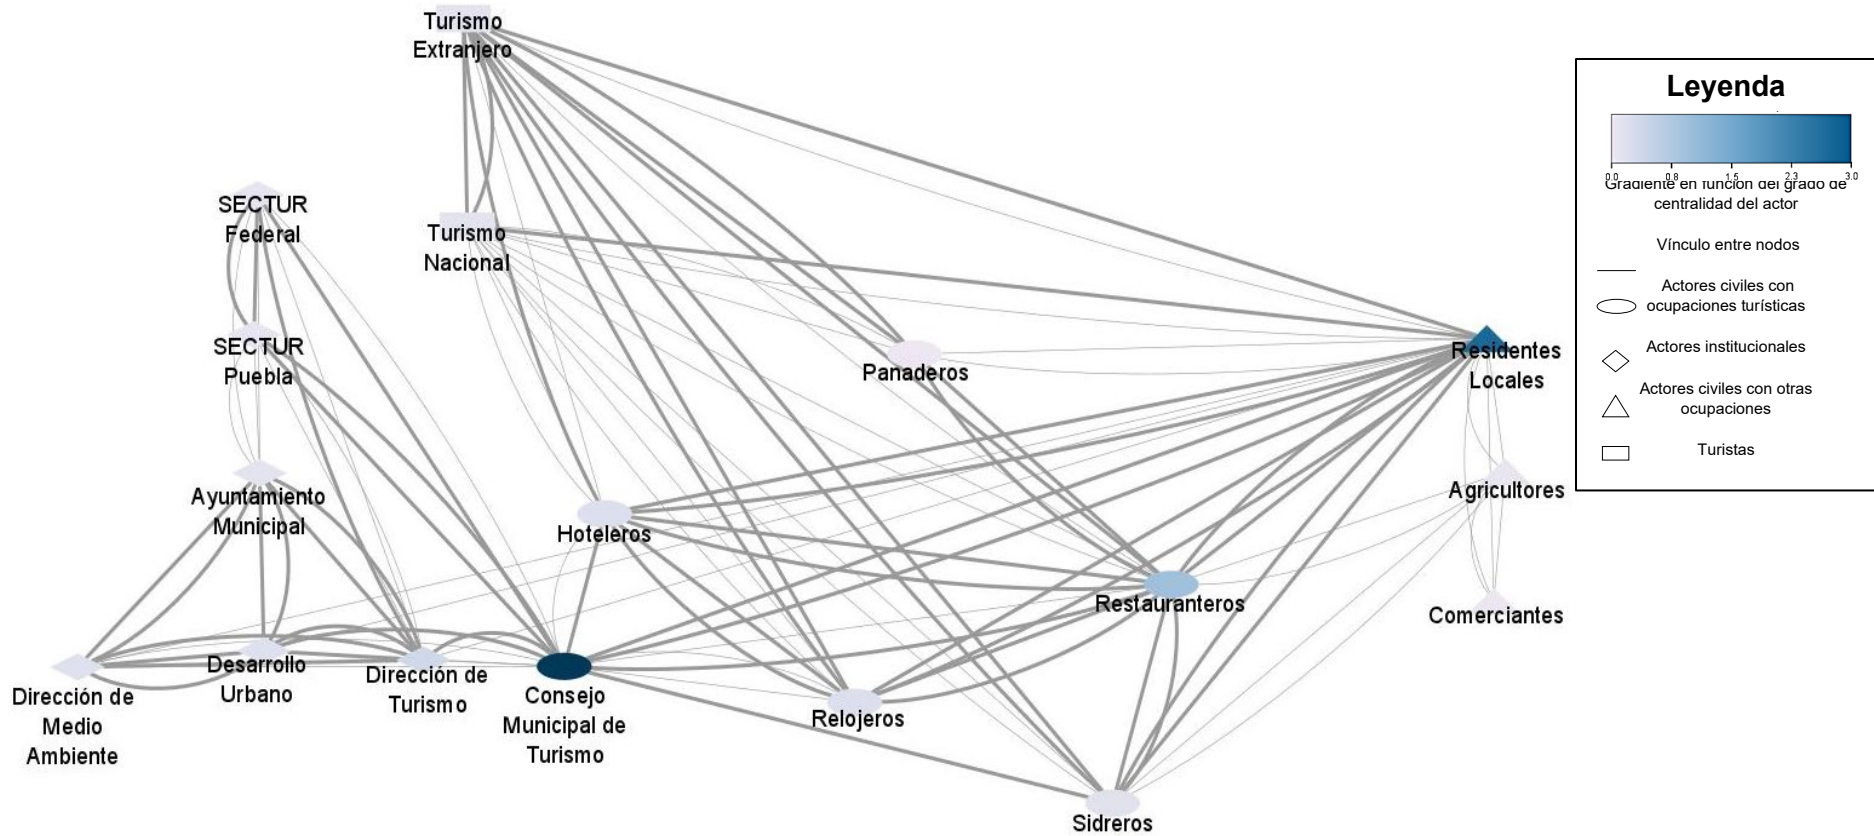 Turismo
Extranjero
SECTUR
Federal
Turismo
Nacional
SECTUR
Puebla
Panaderos
Residentes
Locales
Ayuntamiento
Municipal
Hoteleros
Agricultores
Restauranteros
Comerciantes
Dirección de
Medio
Ambiente
Desarrollo
Urbano
Dirección de
Turismo
Consejo
Municipal de
Turismo
Relojeros
Sidreros
Leyenda
0.0 0.8 1.5 2.3 3.0
Gradiente en función del grado de
centralidad del actor
Vínculo entre nodos
Actores civiles con
ocupaciones turísticas
Actores institucionales
Actores civiles con otras
ocupaciones
Turistas